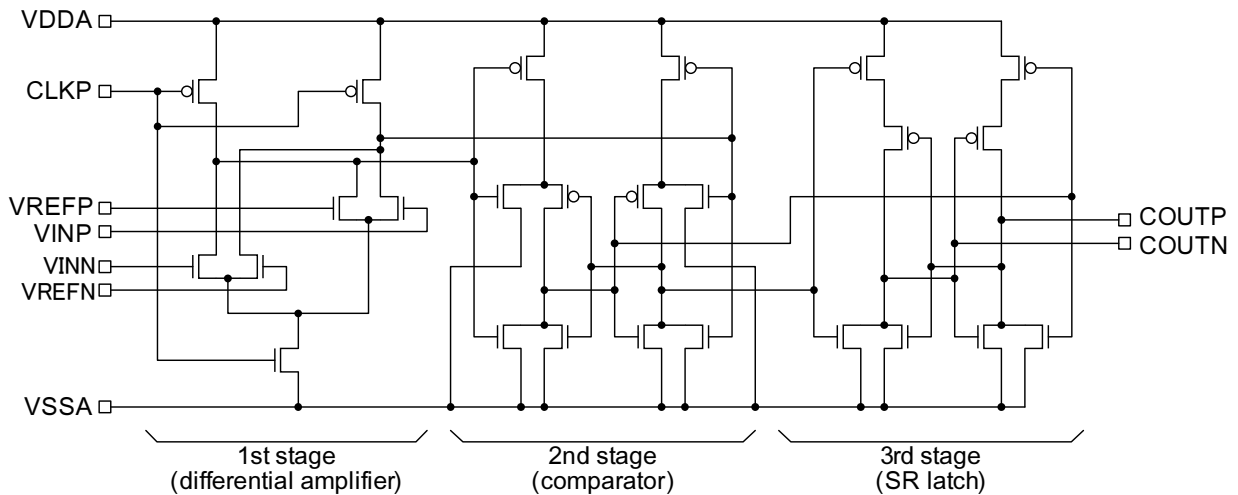 VDDA
CLKP
VREFP
VINP
VINN
VREFN
VSSA
COUTP
COUTN
1st stage
(differential amplifier)
2nd stage
(comparator)
3rd stage
(SR latch)